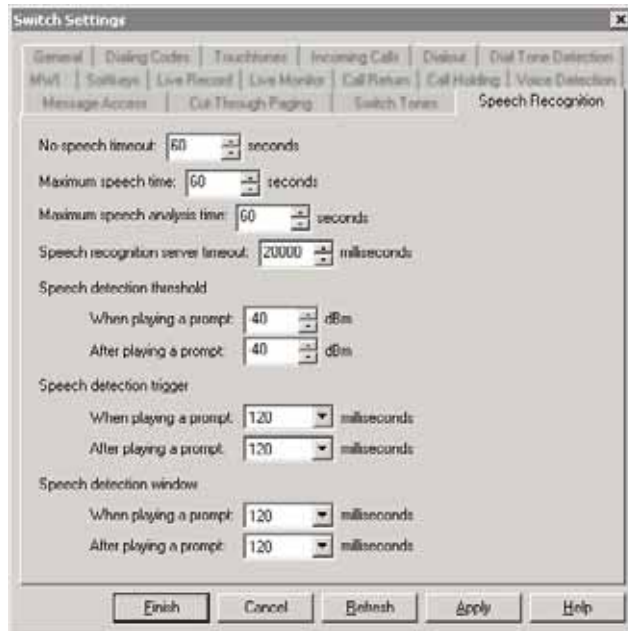 Switch Settings
General Dialing Codes Touchtones Incoming Calls Dialout Dial Tone Detection
MWI Softkeys Live Record Live Monitor Call Return Call Holding Voice Detection
Message Access Cut Through Paging Switch Tones Speech Recognition
No speech timeout: 60 seconds
Maximum speech time: 60 seconds
Maximum speech analysis time: 60 seconds
Speech recognition server timeout: 20000 milliseconds
Speech detection threshold
When playing a prompt: -40 dBm
After playing a prompt: -40 dBm
Speech detection trigger
When playing a prompt: 120 milliseconds
After playing a prompt: 120 milliseconds
Speech detection window
When playing a prompt: 120 milliseconds
After playing a prompt: 120 milliseconds
Finish Cancel Refresh Apply Help